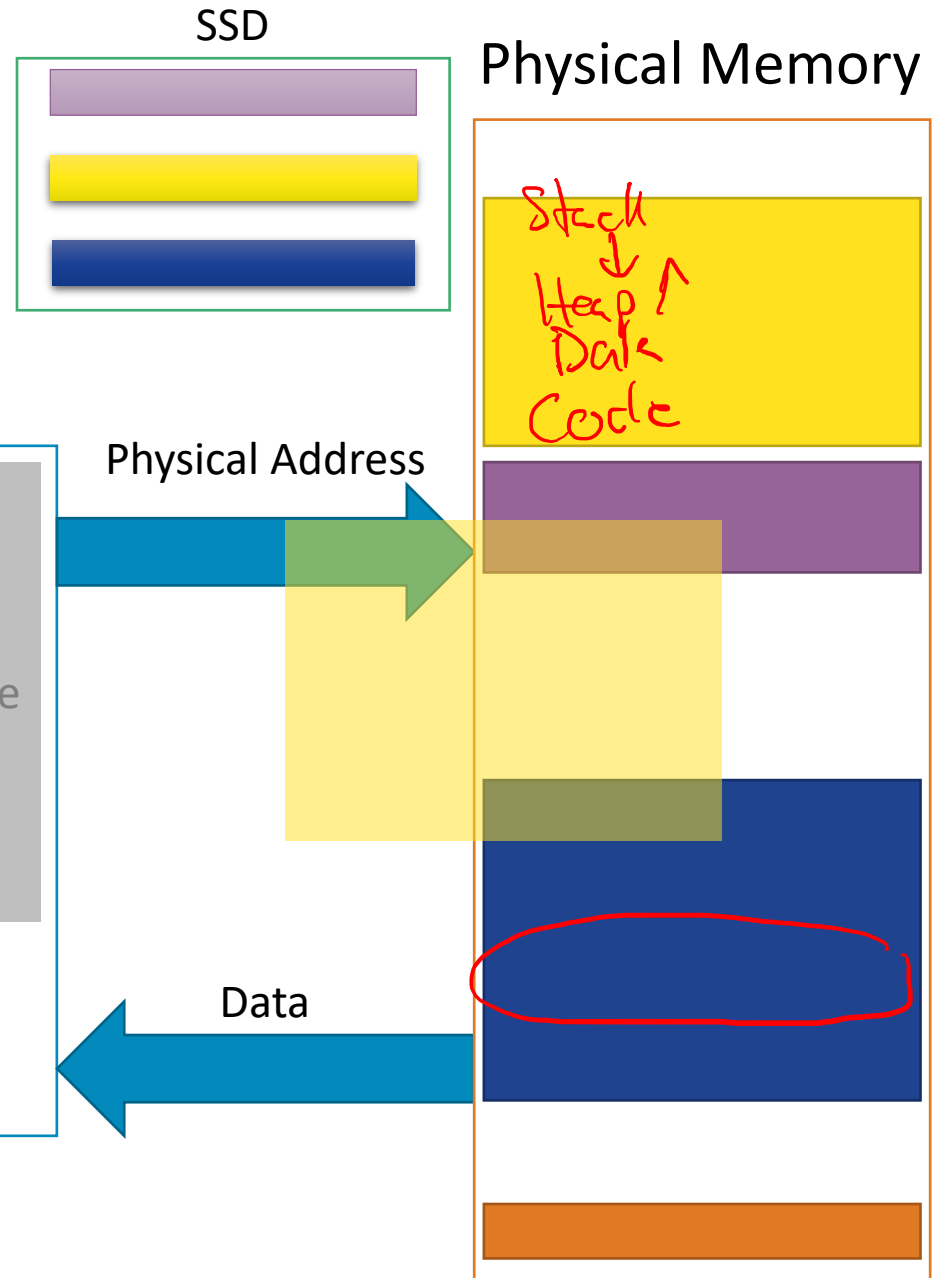 SSD
Physical Memory
Stack
Heap
Data
Code
Physical Address
e
Data